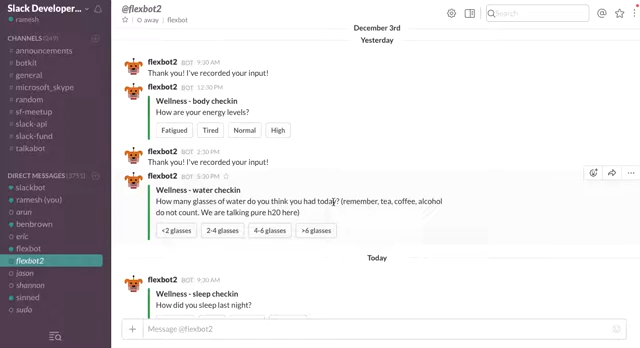 Slack Developer...
ramesh
CHANNELS (269)
announcements
botkit
general
microsoft_skype
random
sf-meetup
slack-api
slack-fund
talkabot
DIRECT MESSAGES (3751)
slackbot
ramesh (you)
arun
benbrown
eric
flexbot
flexbot2
jason
shannon
sinned
suda
@flexbot2
away flexbot
Search
December 3rd
Yesterday
flexbot2 BOT 9:30 AM
Thank you! I've recorded your input!
flexbot2 BOT 12:30 PM
Wellness - body checkin
How are your energy levels?
Fatigued Tired Normal High
flexbot2 BOT 2:30 PM
Thank you! I've recorded your input!
flexbot2 BOT 5:30 PM
Wellness - water checkin
How many glasses of water do you think you had today? (remember, tea, coffee, alcohol
do not count. We are talking pure h20 here)
<2 glasses 2-4 glasses 4-6 glasses >6 glasses
Today
flexbot2 BOT 9:30 AM
Wellness - sleep checkin
How did you sleep last night?
Message @flexbot2